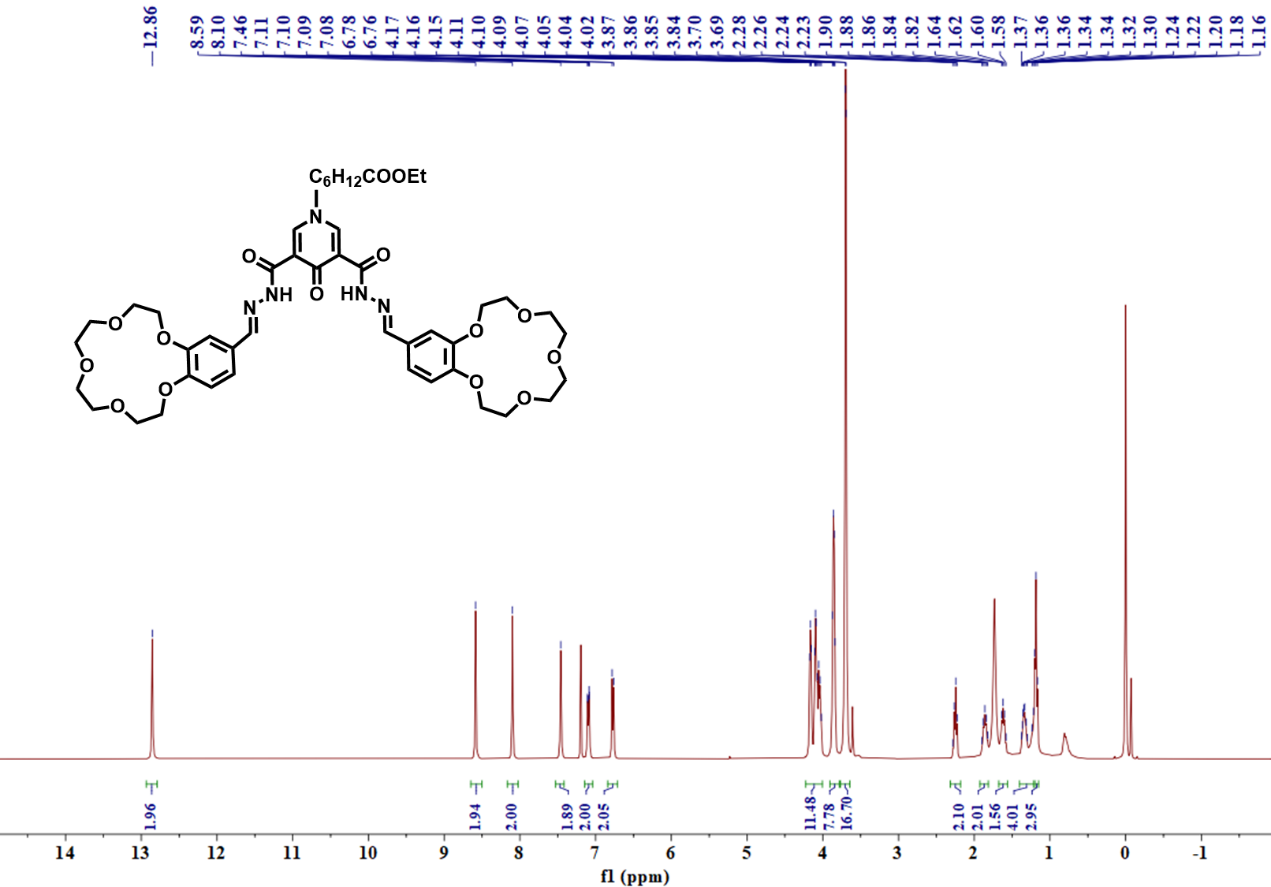 -12.86 8.59 8.10 7.46 7.11 7.10 7.09 7.08 6.78 6.76 4.17 4.16 4.15 4.11 4.10 4.09 4.07 4.05 4.04 4.02 3.87 3.86 3.85 3.84 3.70 3.69 2.28 2.26 2.24 2.23 1.90 1.88 1.86 1.84 1.82 1.64 1.62 1.60 1.58 1.37 1.36 1.36 1.34 1.34 1.32 1.30 1.24 1.22 1.20 1.18 1.16
C6H12COOEt
N
O O
N NH O HN N
O O O O
O O
O O O O
1.96 1.94 2.00 1.89 2.00 2.05 11.48 7.78 16.70 2.10 2.01 1.56 4.01 2.95
14 13 12 11 10 9 8 7 6 5 4 3 2 1 0 -1
f1 (ppm)